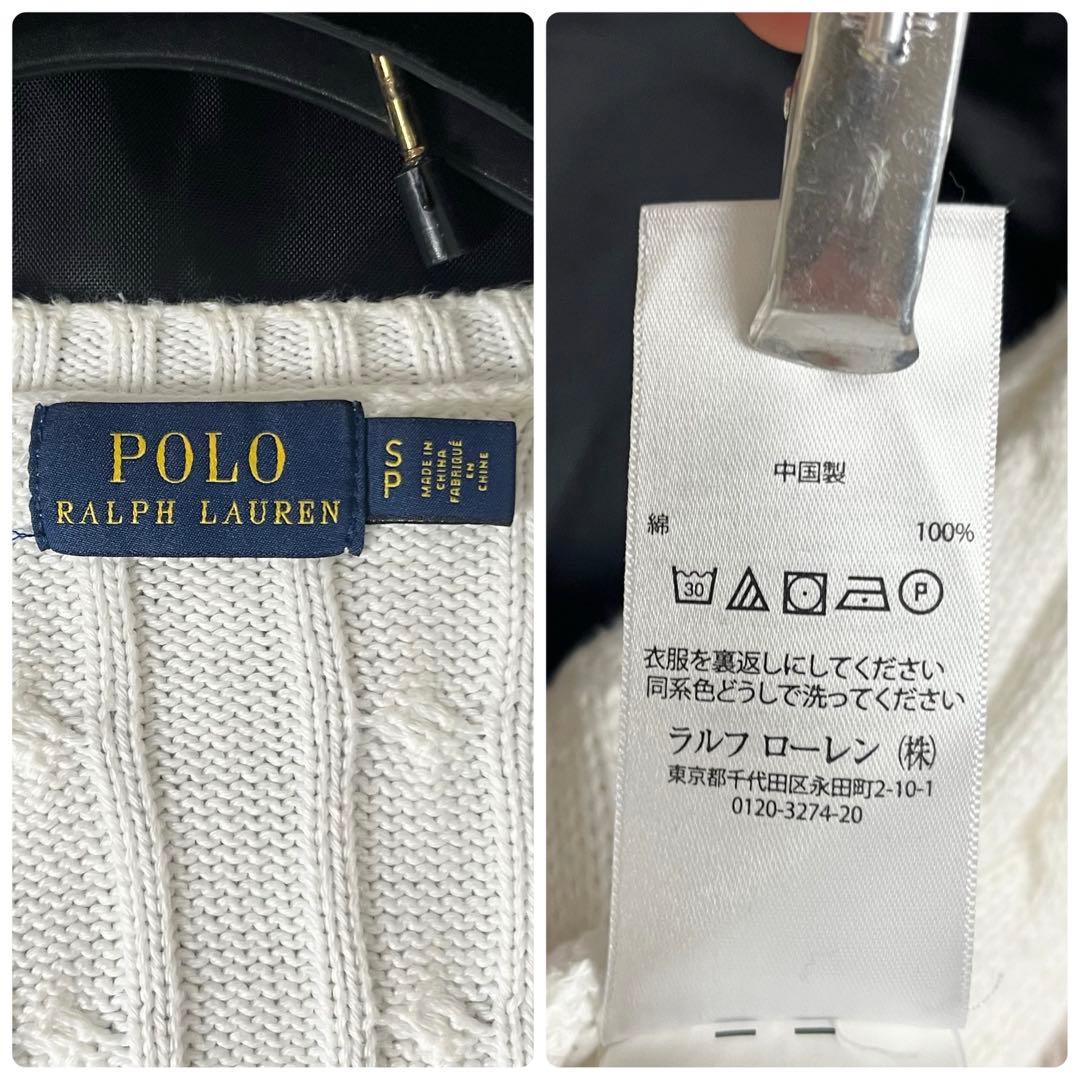 POLO
RALPH LAUREN
S
P
MADE IN
CHINA
FABRIQUÉ
EN
CHINE
中国製
綿 100%
30
P
衣服を裏返しにしてください
同系色どうしで洗ってください
ラルフ ローレン (株)
東京都千代田区永田町2-10-1
0120-3274-20